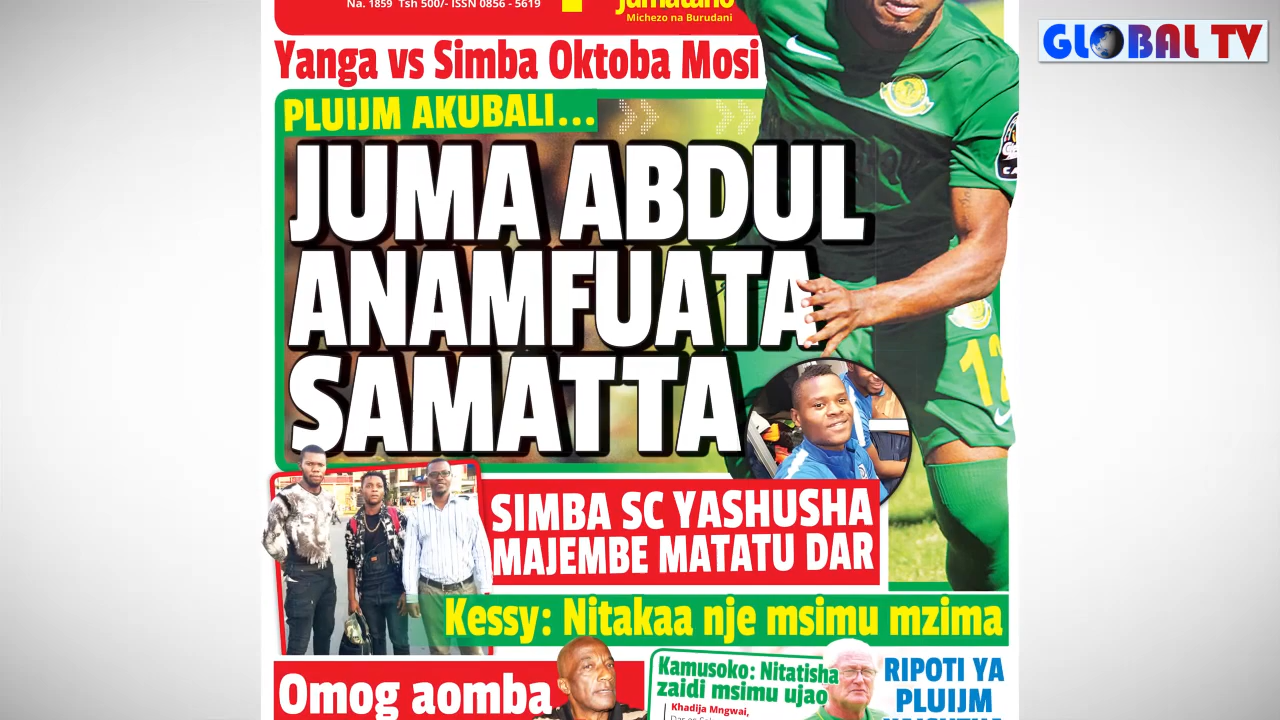 Na. 1859 Tsh 500/- ISSN 0856 - 5619
Jumatano
Michezo na Burudani
GLOBAL TV
Yanga vs Simba Oktoba Mosi
PLUIJM AKUBALI...
JUMA ABDUL
ANAMFUATA
SAMATTA
12
SIMBA SC YASHUSHA
MAJEMBE MATATU DAR
Kessy: Nitakaa nje msimu mzima
Omog aomba
Kamusoko: Nitatisha
zaidi msimu ujao
Khadija Mngwai,
RIPOTI YA
PLUIJM